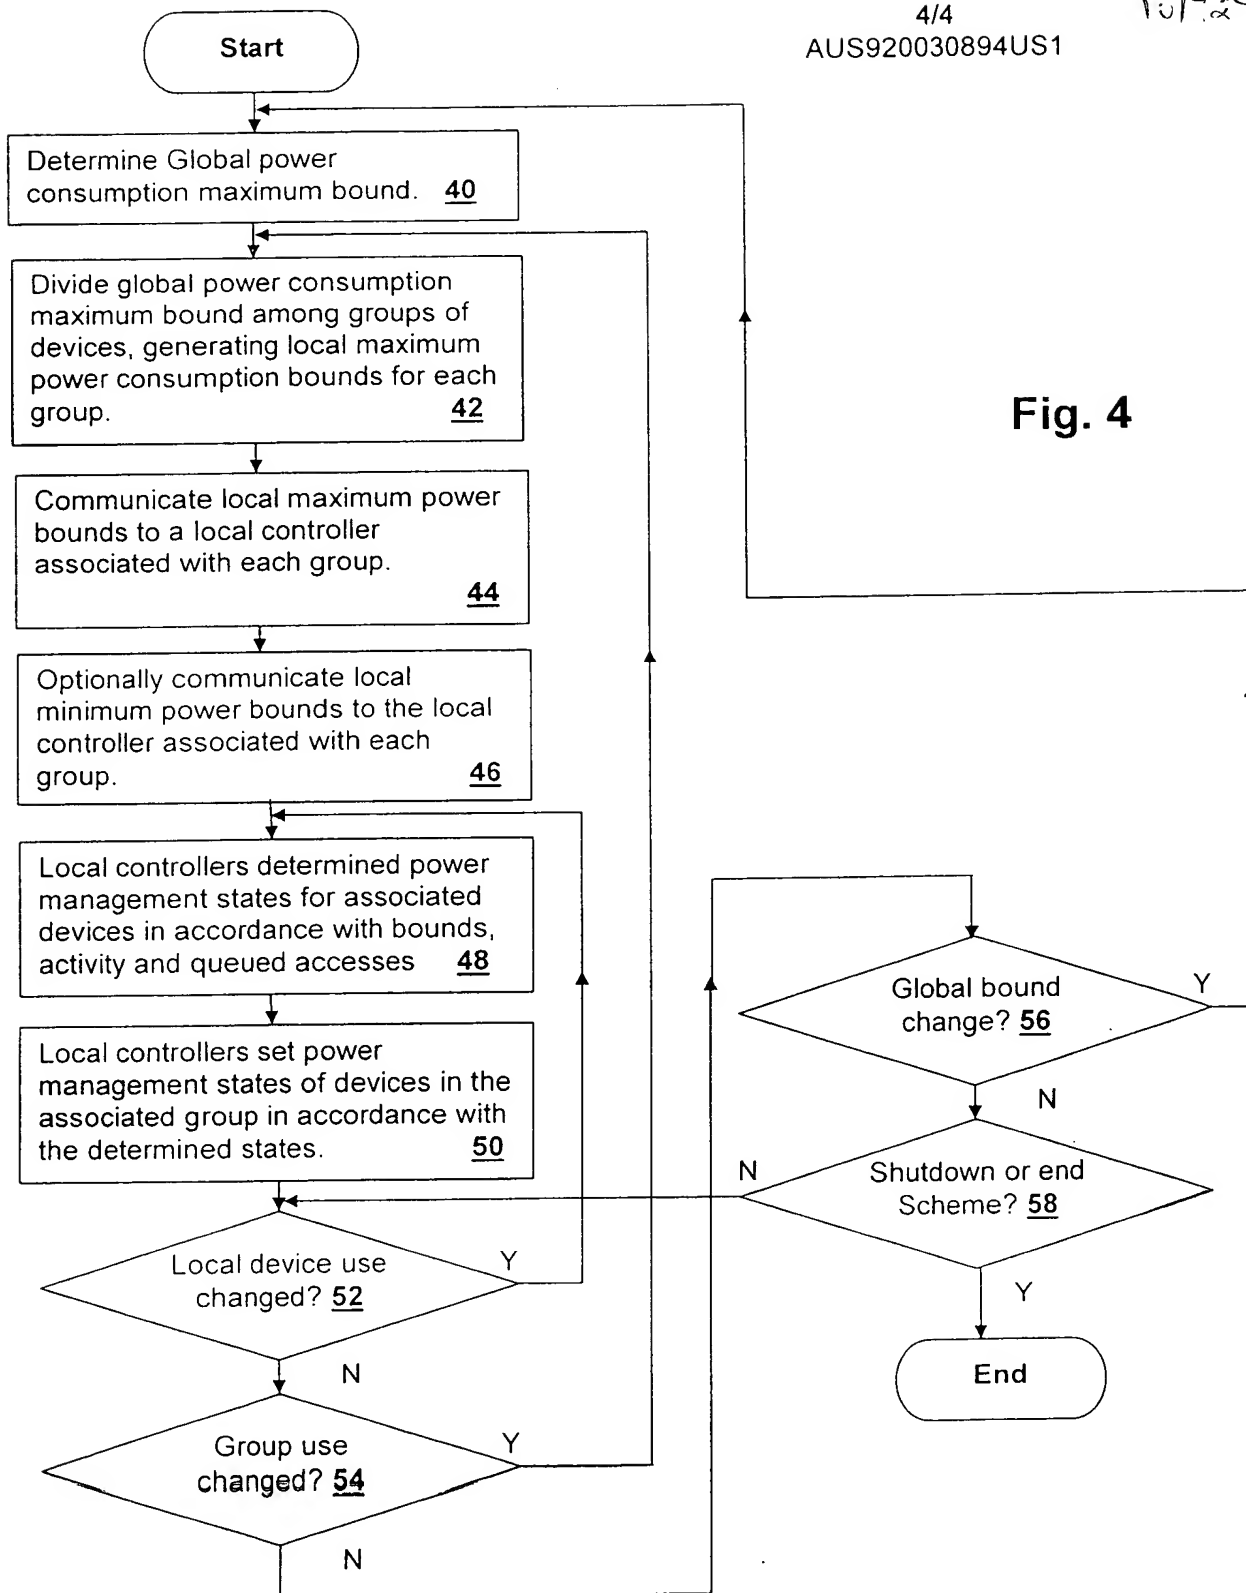 4/4
AUS920030894US1
Start
Determine Global power
consumption maximum bound. 40
Divide global power consumption
maximum bound among groups of
devices, generating local maximum
power consumption bounds for each
group. 42
Fig. 4
Communicate local maximum power
bounds to a local controller
associated with each group.
44
Optionally communicate local
minimum power bounds to the local
controller associated with each
group. 46
Local controllers determined power
management states for associated
devices in accordance with bounds,
activity and queued accesses 48
Local controllers set power
management states of devices in the
associated group in accordance with
the determined states. 50
Local device use
changed? 52
Y
N
Group use
changed? 54
Y
N
Global bound
change? 56
Y
N
Shutdown or end
Scheme? 58
N
Y
End